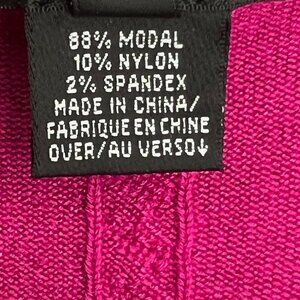 88% MODAL
10% NYLON
2% SPANDEX
MADE IN CHINA/
FABRIQUE EN CHINE
OVER/AU VERSO↓